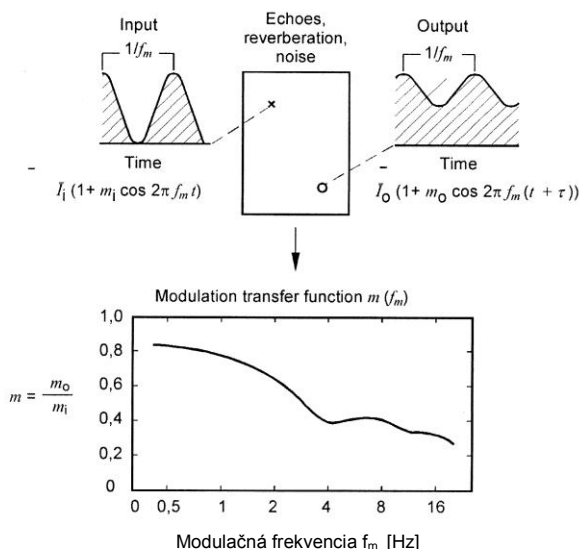 Input
1/fm
Time
Īi (1+ mi cos 2π fm t)
Echoes,
reverberation,
noise
Output
1/fm
Time
Īo (1+ mo cos 2π fm (t + τ))
Modulation transfer function m (fm)
m = mo/mi
1,0
0,8
0,6
0,4
0,2
0
0 0,5 1 2 4 8 16
Modulačná frekvencia fm [Hz]